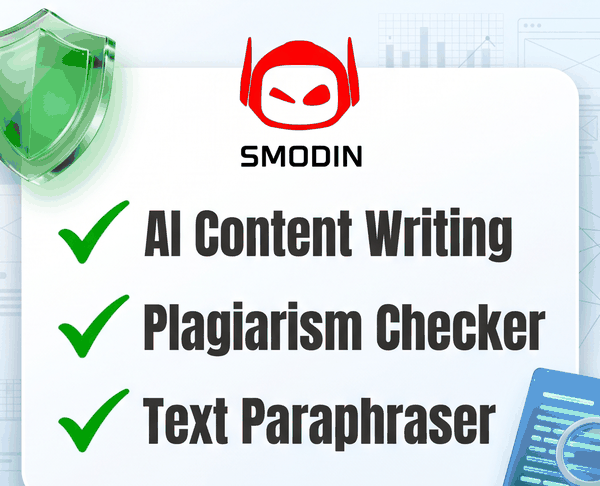 SMODIN
AI Content Writing
Plagiarism Checker
Text Paraphraser